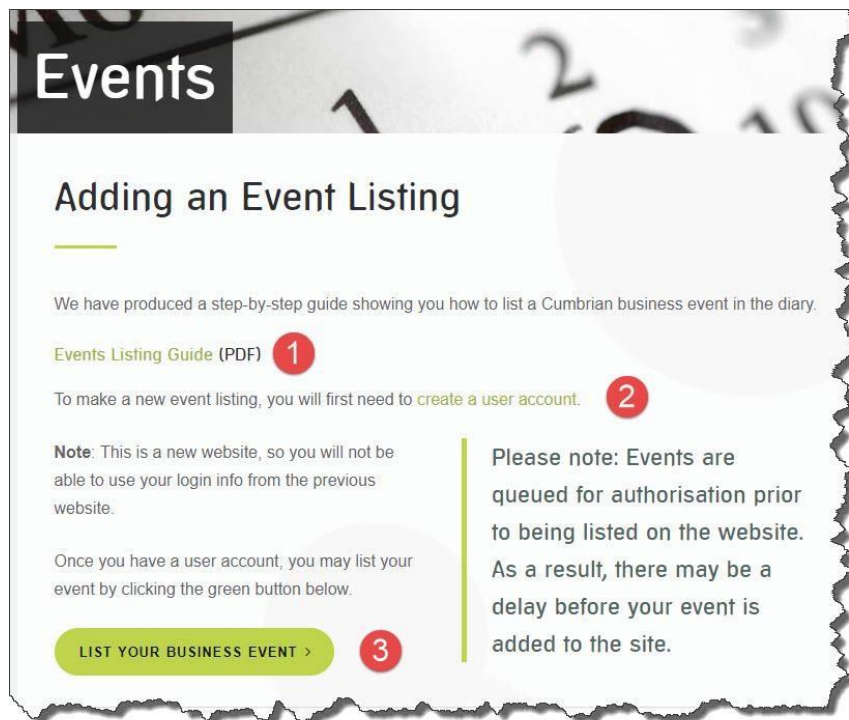 Events
1
2
10
Adding an Event Listing
We have produced a step-by-step guide showing you how to list a Cumbrian business event in the diary.
Events Listing Guide (PDF) 1
To make a new event listing, you will first need to create a user account. 2
Note: This is a new website, so you will not be
able to use your login info from the previous
website.
Once you have a user account, you may list your
event by clicking the green button below.
LIST YOUR BUSINESS EVENT > 3
Please note: Events are
queued for authorisation prior
to being listed on the website.
As a result, there may be a
delay before your event is
added to the site.